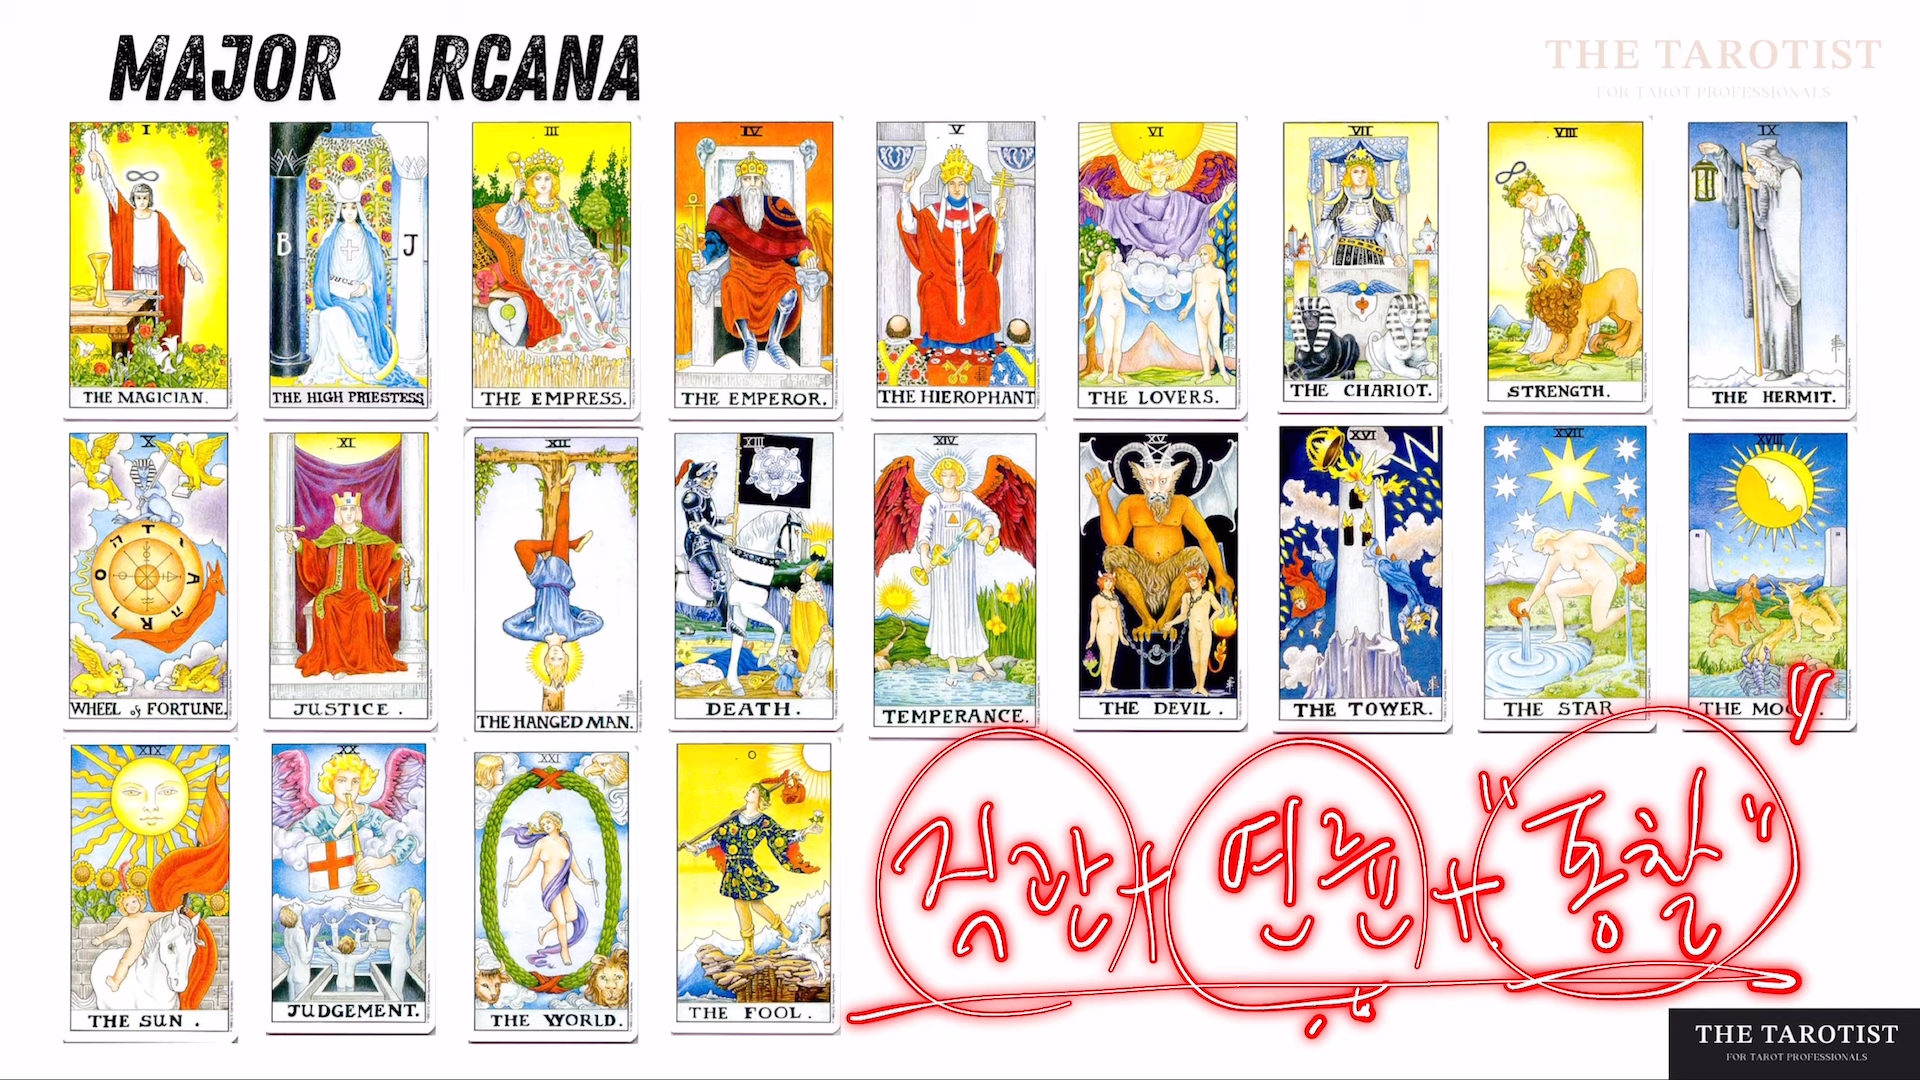 MAJOR ARCANA
THE TAROTIST
FOR TAROT PROFESSIONALS
I
III
IV
V
VI
VII
VIII
IX
B J
THE MAGICIAN.
THE HIGH PRIESTESS
THE EMPRESS.
THE EMPEROR.
THE HIEROPHANT
THE LOVERS.
THE CHARIOT.
STRENGTH.
THE HERMIT.
X
XI
XII
XIII
XIV
XV
XVI
XVII
XVIII
WHEEL of FORTUNE.
JUSTICE.
THE HANGED MAN.
DEATH.
TEMPERANCE.
THE DEVIL.
THE TOWER.
THE STAR
THE
XIX
XX
XXI
0
THE SUN.
JUDGEMENT.
THE WORLD.
THE FOOL.
직관 + 연륜 + "통찰"
THE TAROTIST
FOR TAROT PROFESSIONALS